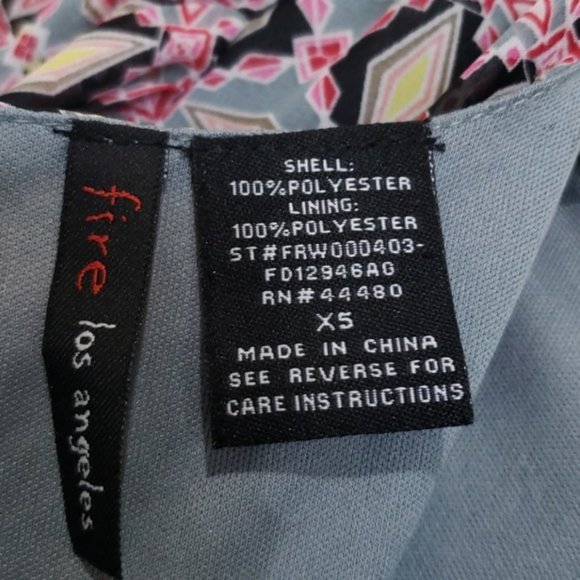 fire los angeles
SHELL:
100%POLYESTER
LINING:
100%POLYESTER
ST#FRW000403-
FD12946AG
RN#44480
XS
MADE IN CHINA
SEE REVERSE FOR
CARE INSTRUCTIONS